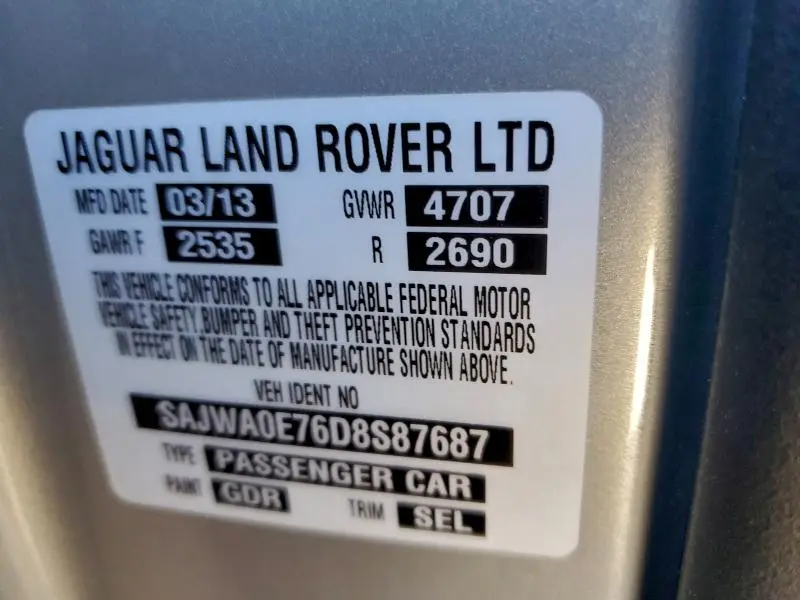 JAGUAR LAND ROVER LTD
MFD DATE 03/13 GVWR 4707
GAWR F 2535 R 2690
THIS VEHICLE CONFORMS TO ALL APPLICABLE FEDERAL MOTOR
VEHICLE SAFETY, BUMPER AND THEFT PREVENTION STANDARDS
IN EFFECT ON THE DATE OF MANUFACTURE SHOWN ABOVE.
VEH IDENT NO
SAJWA0E76D8S87687
TYPE PASSENGER CAR
PAINT GDR TRIM SEL